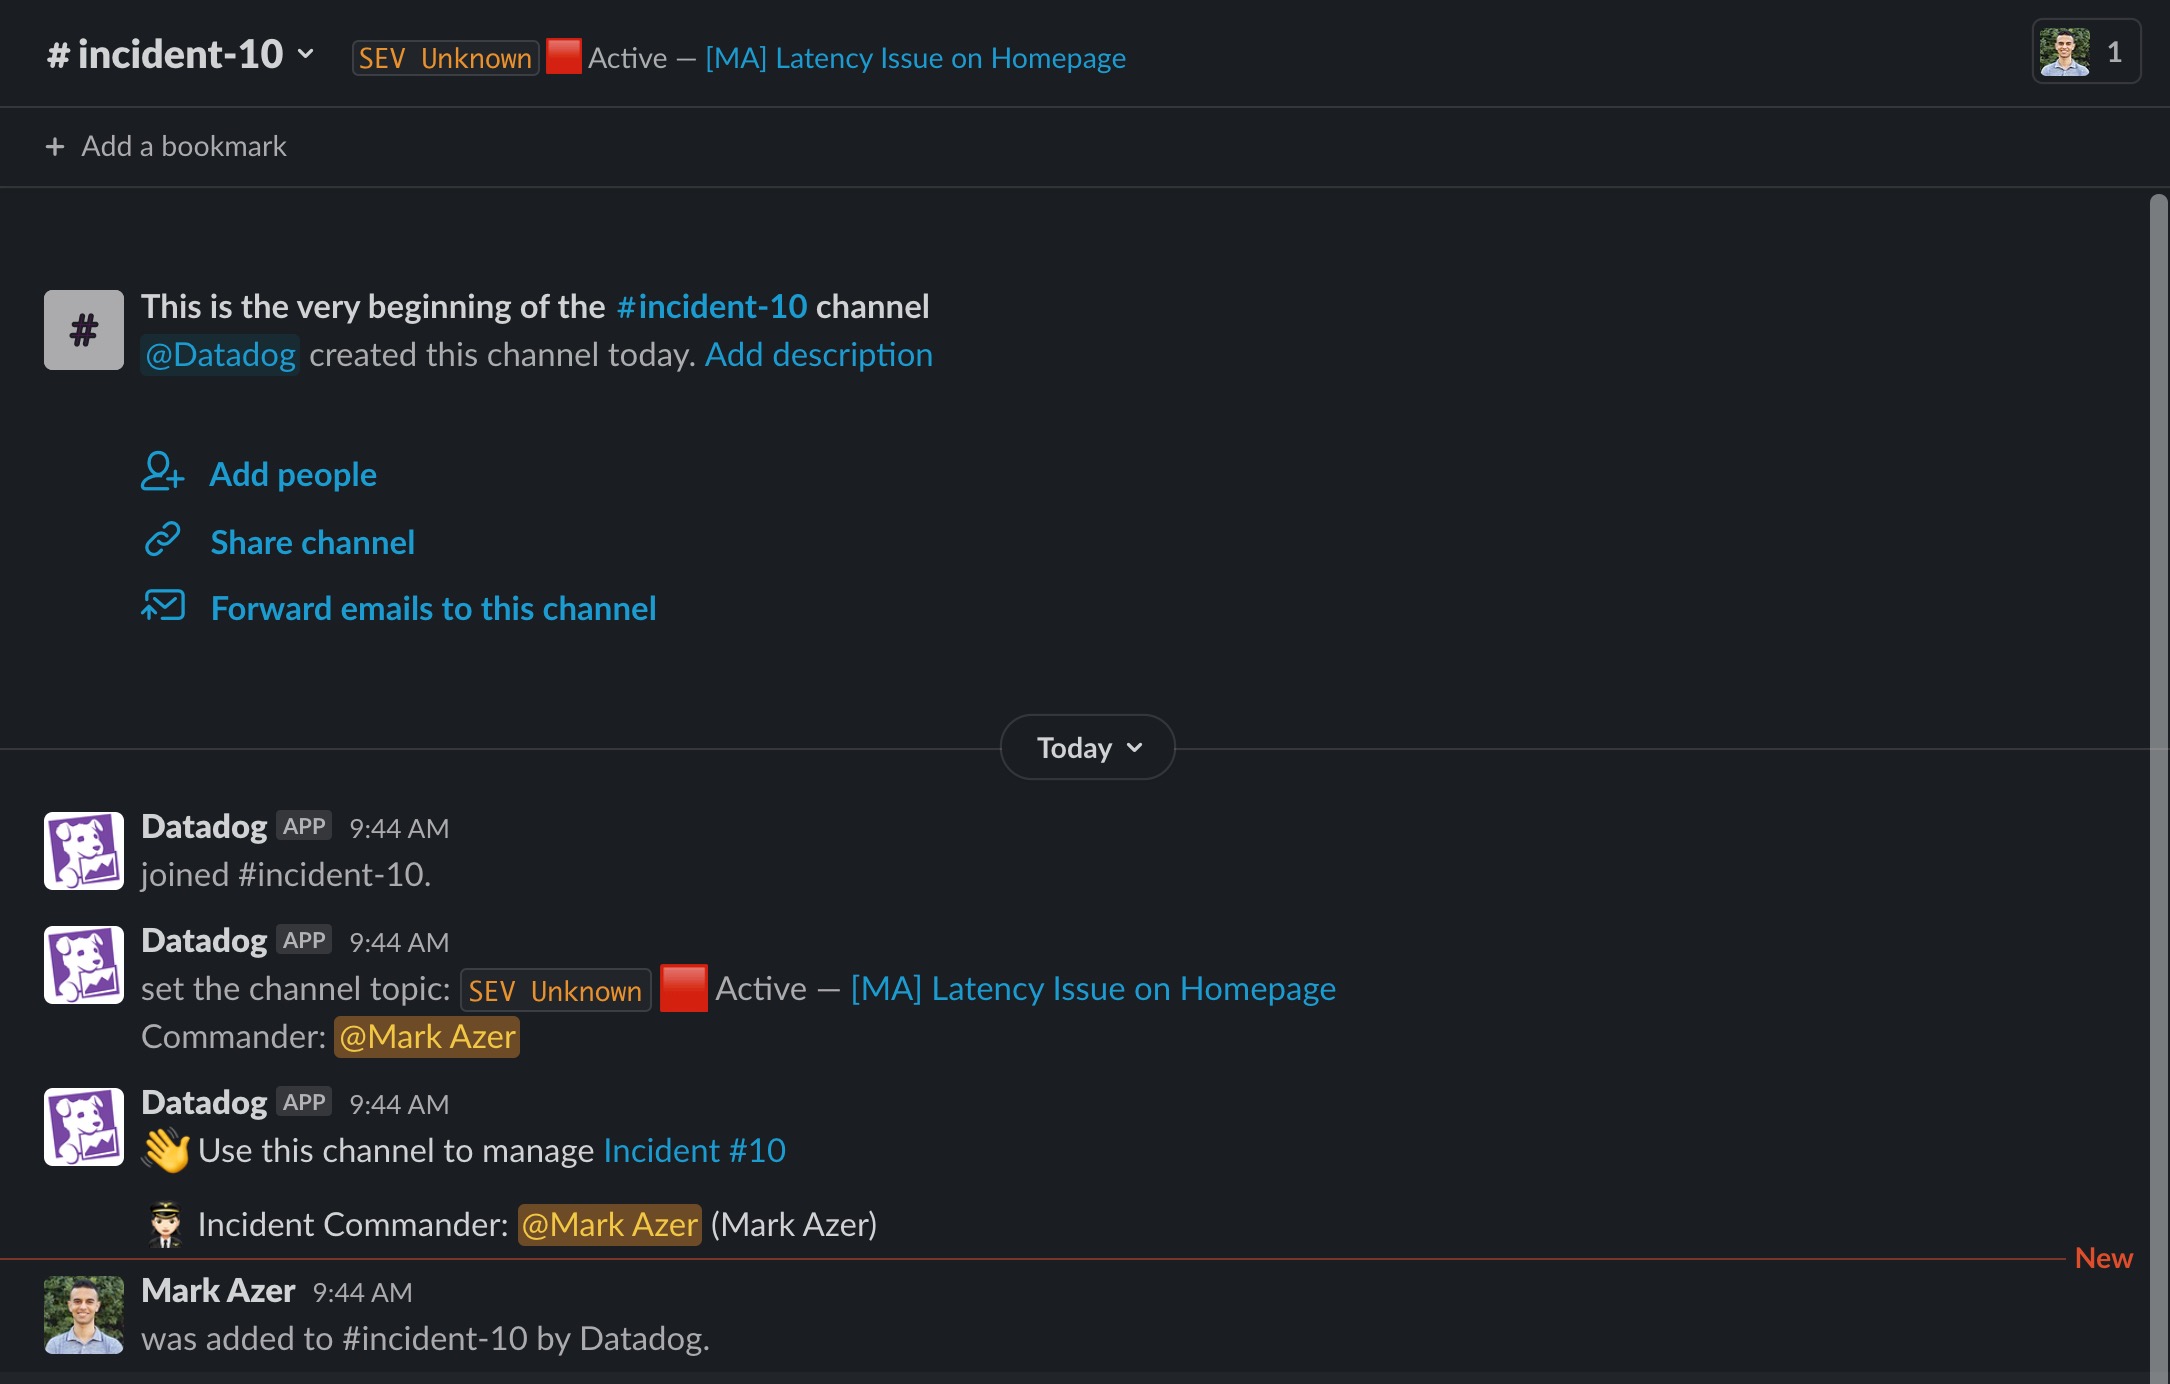 # incident-10 SEV Unknown Active — [MA] Latency Issue on Homepage 1
+ Add a bookmark
# This is the very beginning of the #incident-10 channel
@Datadog created this channel today. Add description
Add people
Share channel
Forward emails to this channel
Today
Datadog APP 9:44 AM
joined #incident-10.
Datadog APP 9:44 AM
set the channel topic: SEV Unknown Active — [MA] Latency Issue on Homepage
Commander: @Mark Azer
Datadog APP 9:44 AM
Use this channel to manage Incident #10
Incident Commander: @Mark Azer (Mark Azer)
New
Mark Azer 9:44 AM
was added to #incident-10 by Datadog.